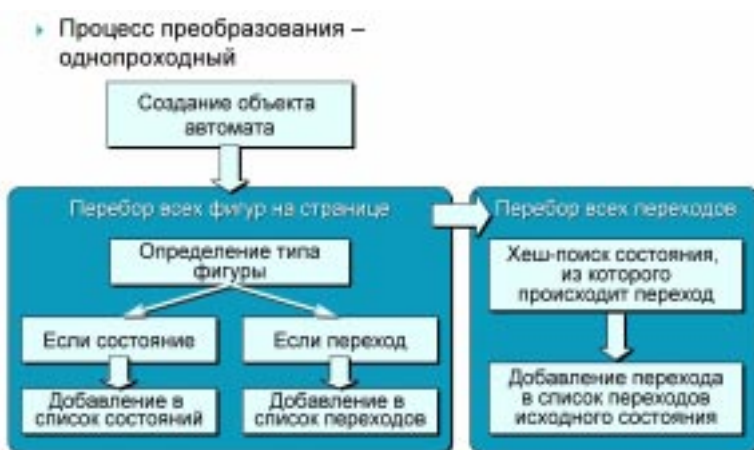 Процесс преобразования –
однопроходный
Создание объекта
автомата
Перебор всех фигур на странице
Определение типа
фигуры
Если состояние
Если переход
Добавление в
список состояний
Добавление в
список переходов
Перебор всех переходов
Хеш-поиск состояния,
из которого
происходит переход
Добавление перехода
в список переходов
исходного состояния